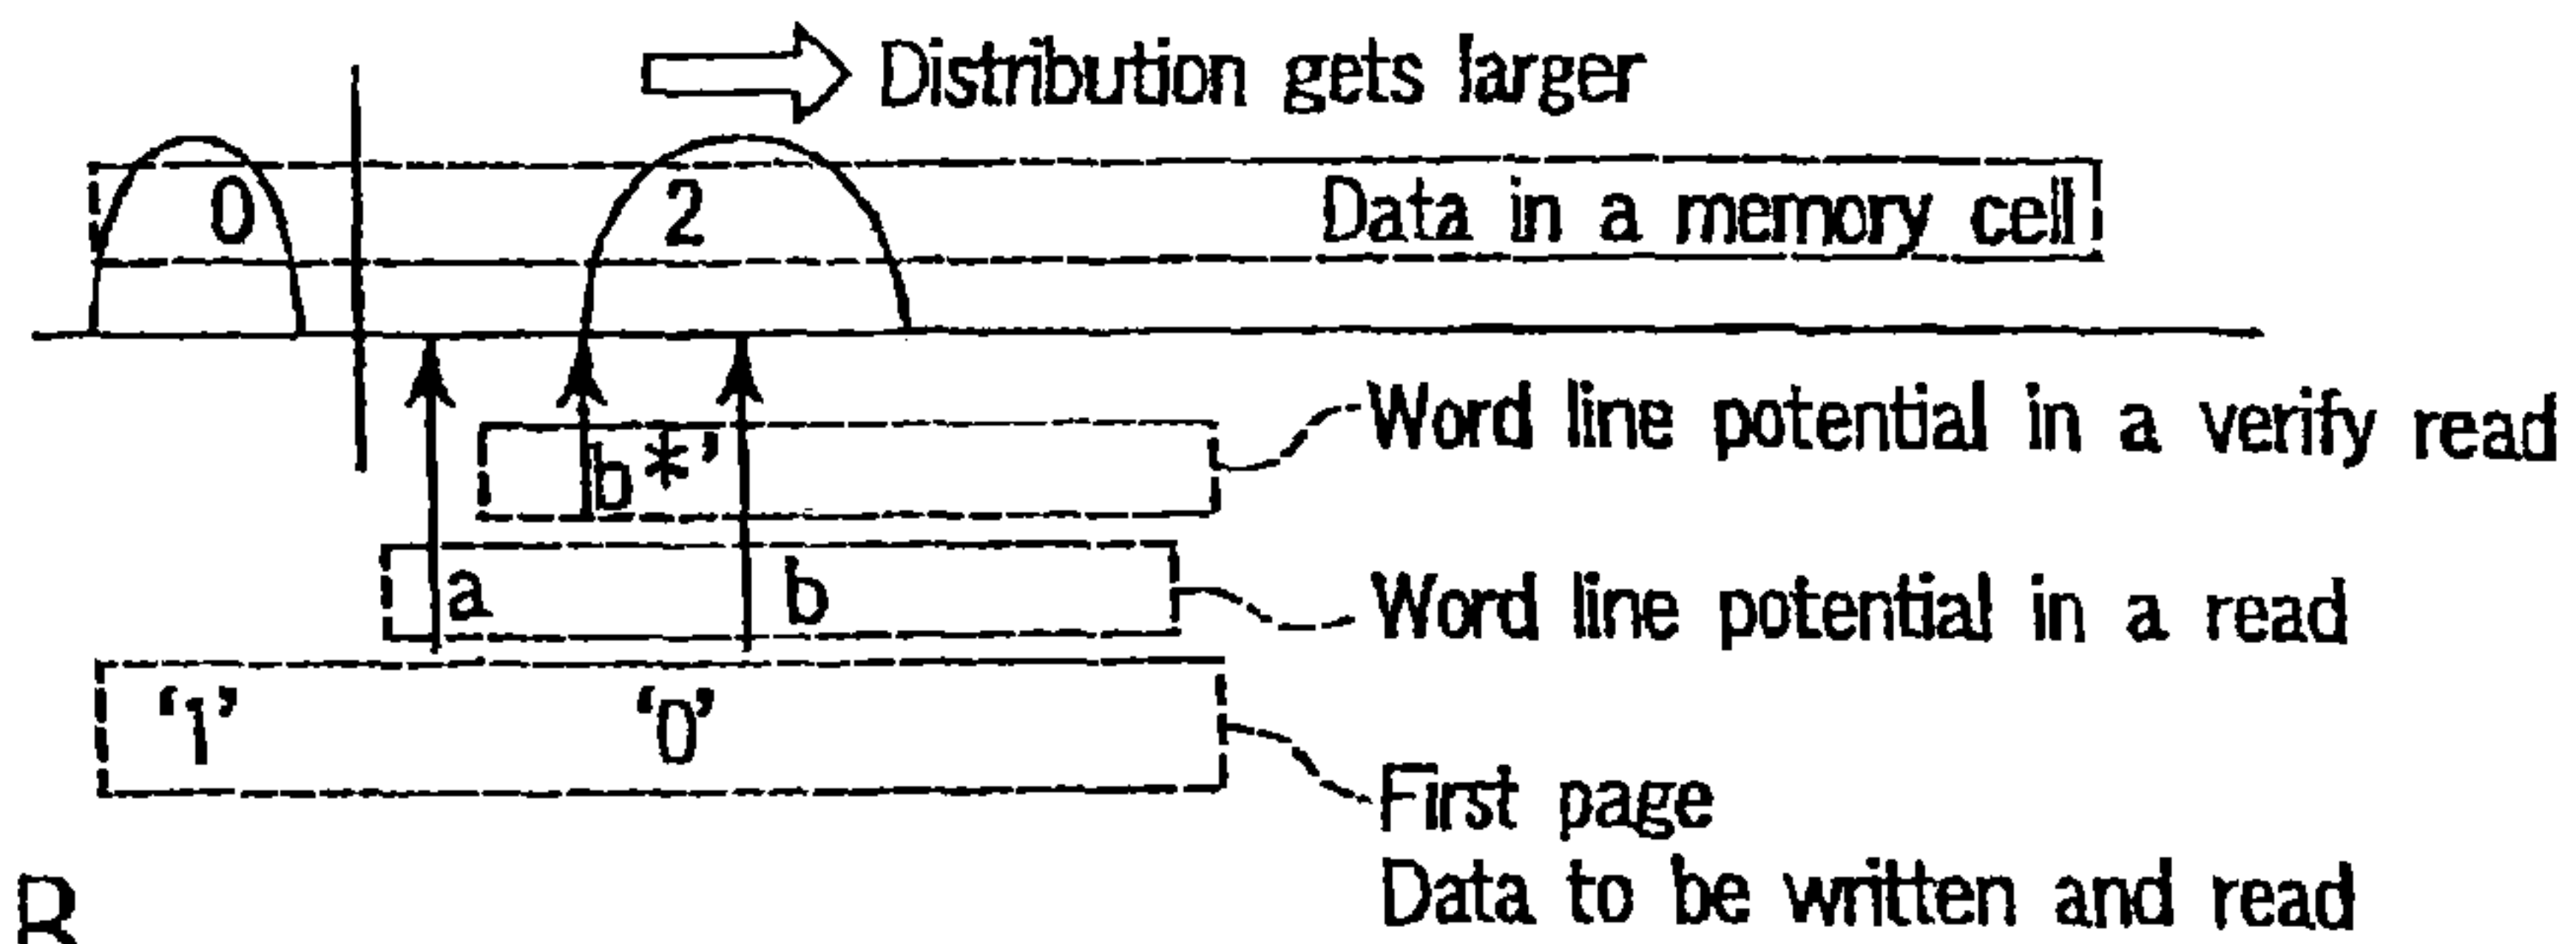 Distribution gets larger
0 2 Data in a memory cell
b*’ Word line potential in a verify read
a b Word line potential in a read
‘1’ ‘0’
First page
Data to be written and read